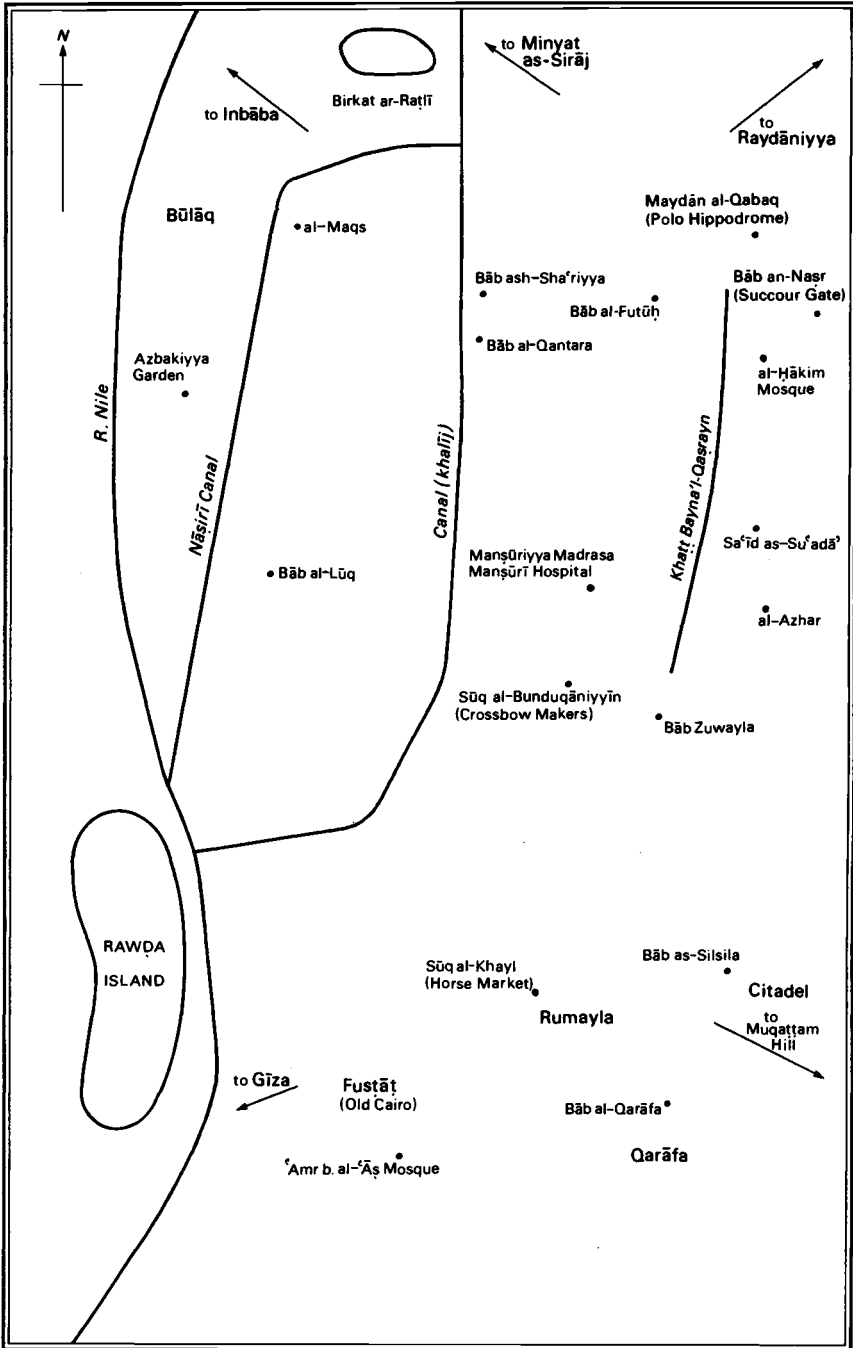 N
to Minyat
as-Sirāj
Birkat ar-Raṭlī
to Inbāba
to
Raydāniyya
Būlāq
al-Maqs
Maydān al-Qabaq
(Polo Hippodrome)
Bāb ash-Shaʿriyya
Bāb al-Futūḥ
Bāb an-Naṣr
(Succour Gate)
Bāb al-Qantara
Azbakiyya
Garden
al-Ḥākim
Mosque
R. Nile
Nāṣirī Canal
Canal (khalīj)
Khaṭṭ Bayna'l-Qaṣrayn
Saʿīd as-Suʿadāʾ
Manṣūriyya Madrasa
Manṣūrī Hospital
Bāb al-Lūq
al-Azhar
Sūq al-Bunduqāniyyīn
(Crossbow Makers)
Bāb Zuwayla
RAWḌA
ISLAND
Sūq al-Khayl
(Horse Market)
Bāb as-Silsila
Citadel
Rumayla
to
Muqaṭṭam
Hill
to Gīza
Fusṭāṭ
(Old Cairo)
Bāb al-Qarāfa
Qarāfa
ʿAmr b. al-ʿĀṣ Mosque